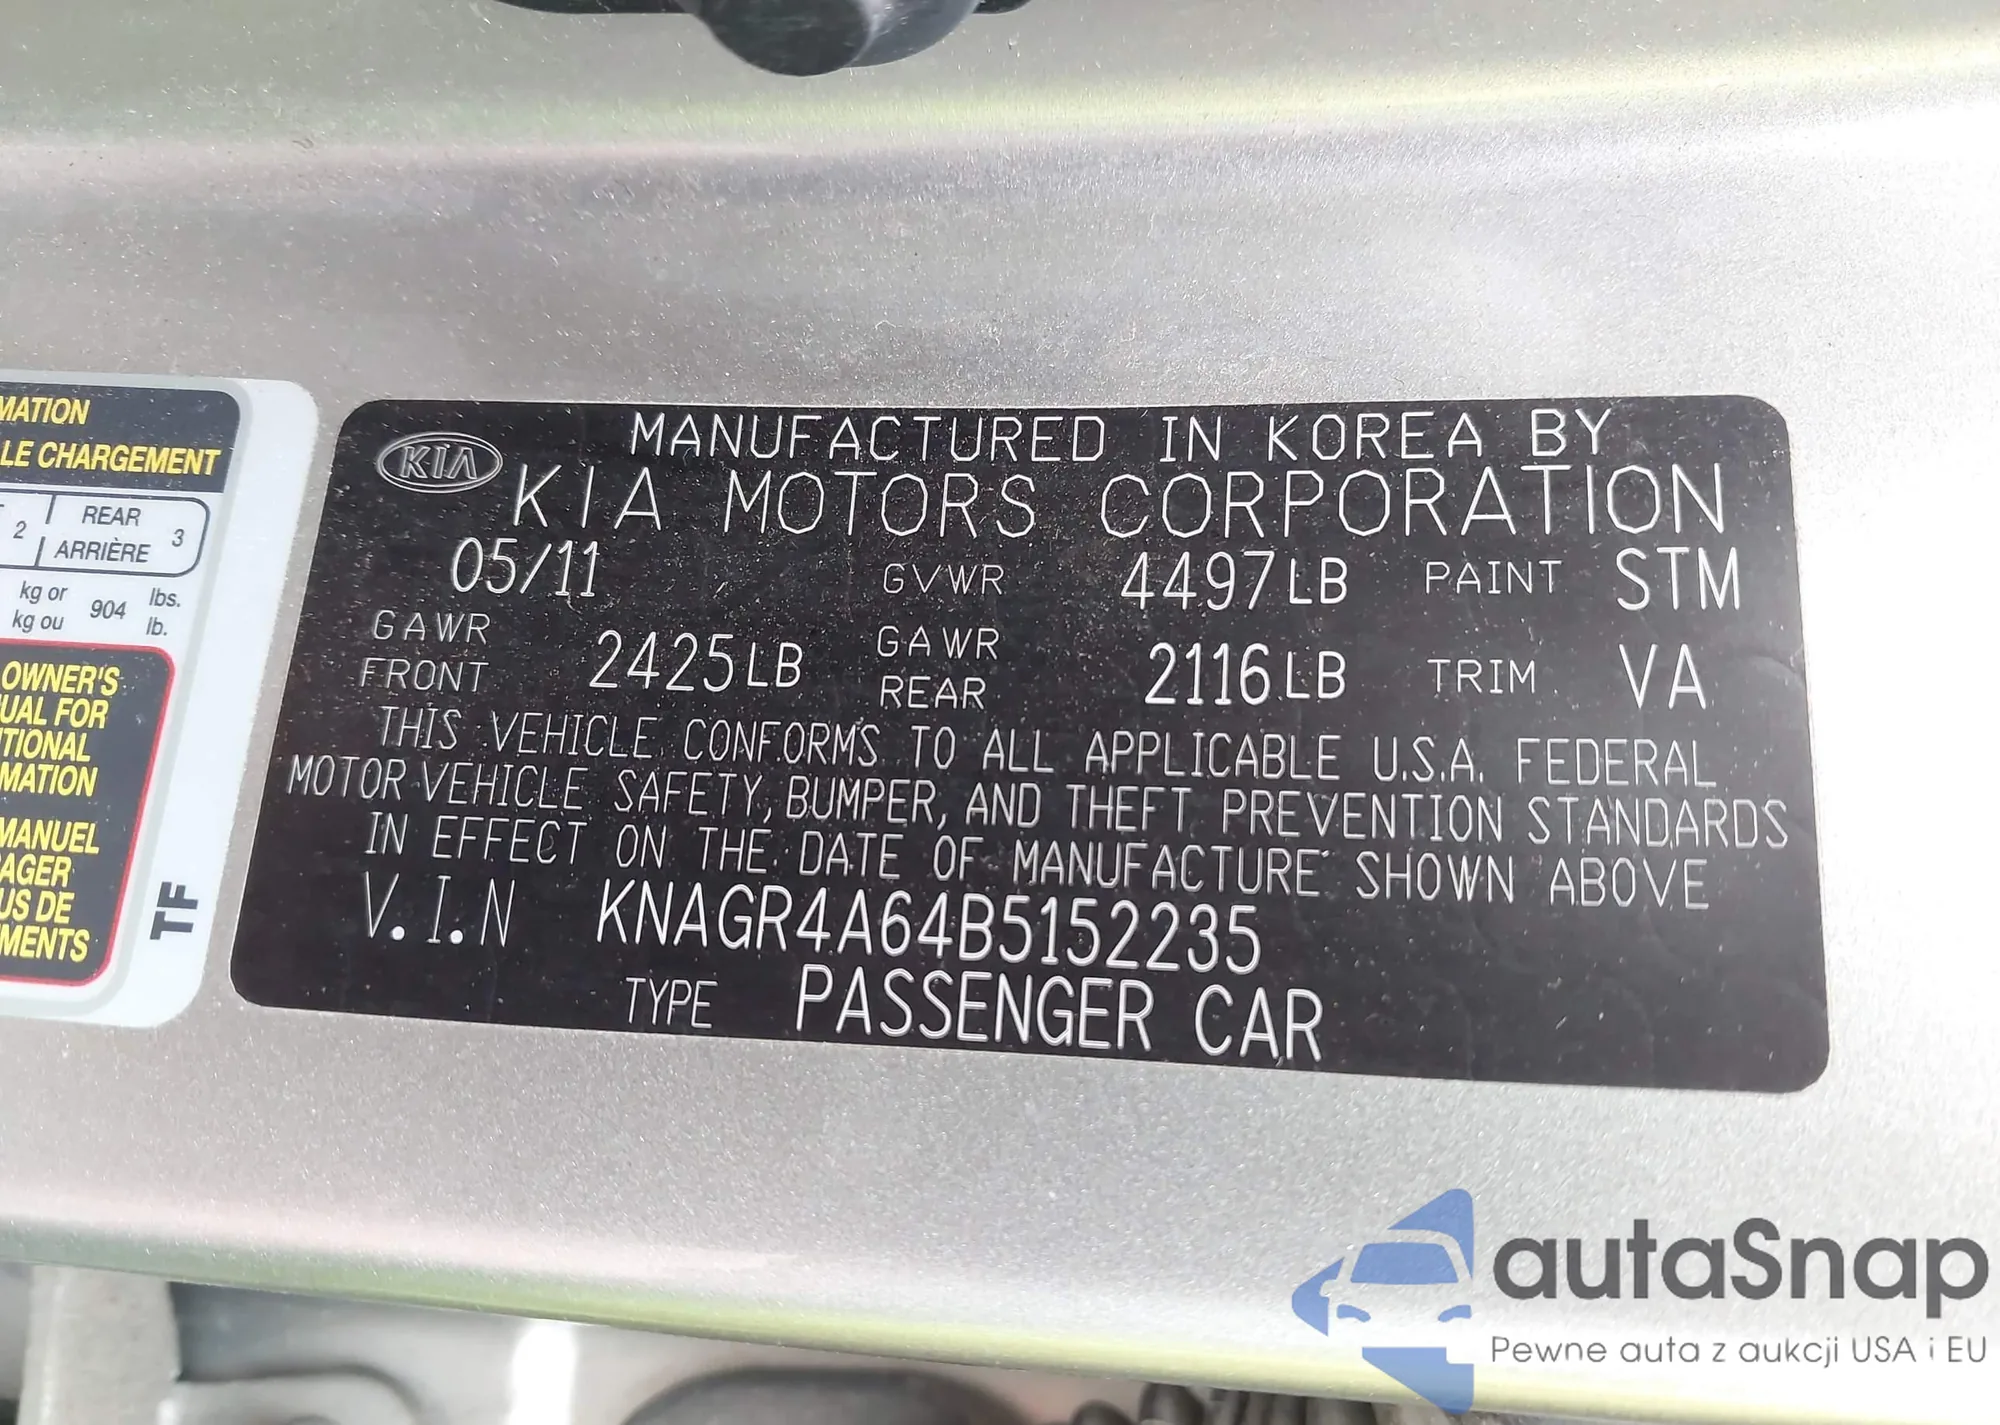 MATION
LE CHARGEMENT
2 REAR 3
ARRIÈRE
kg or 904 lbs.
kg ou lb.
OWNER'S
UAL FOR
TIONAL
MATION
MANUEL
AGER
US DE
MENTS
TF
KIA
MANUFACTURED IN KOREA BY
KIA MOTORS CORPORATION
05/11 GVWR 4497LB PAINT STM
GAWR FRONT 2425LB GAWR REAR 2116LB TRIM VA
THIS VEHICLE CONFORMS TO ALL APPLICABLE U.S.A. FEDERAL
MOTOR VEHICLE SAFETY, BUMPER, AND THEFT PREVENTION STANDARDS
IN EFFECT ON THE DATE OF MANUFACTURE SHOWN ABOVE
V.I.N KNAGR4A64B5152235
TYPE PASSENGER CAR
autaSnap
Pewne auta z aukcji USA i EU